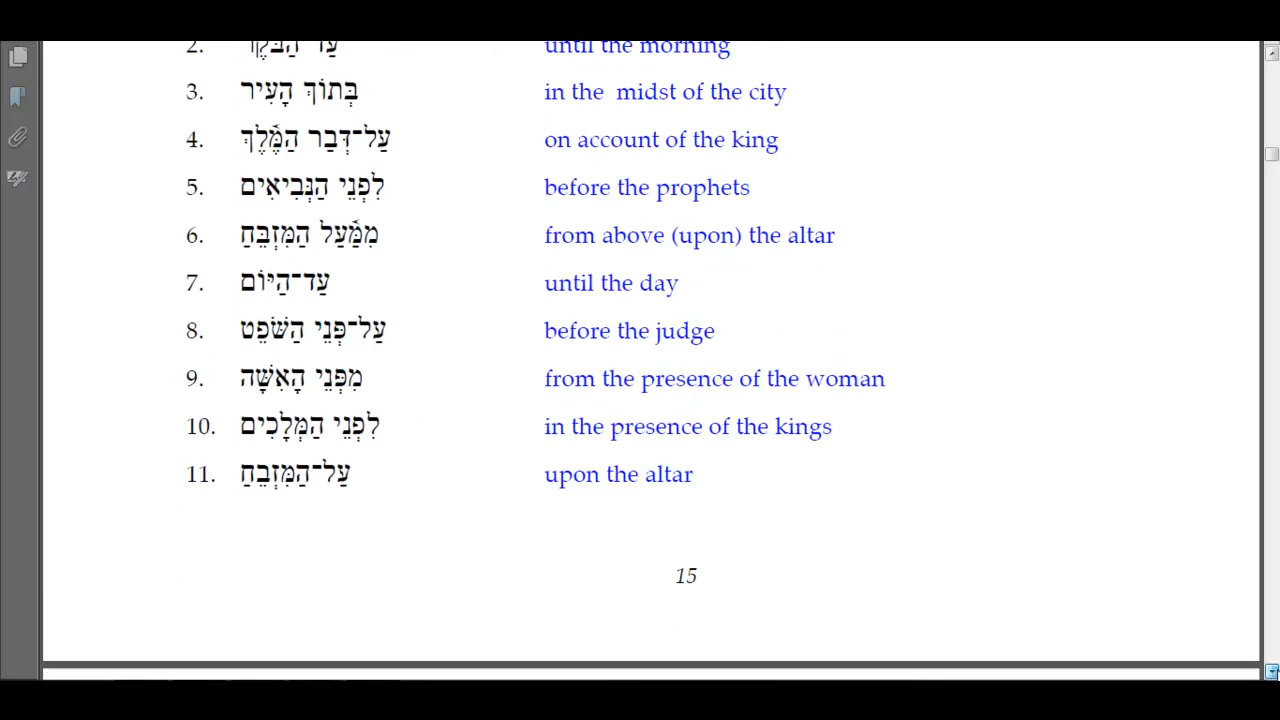 2. עַד הַבֹּקֶר until the morning
3. בְּתוֹךְ הָעִיר in the midst of the city
4. עַל־דְּבַר הַמֶּ֫לֶךְ on account of the king
5. לִפְנֵי הַנְּבִיאִים before the prophets
6. מִמַּ֫עַל הַמִּזְבֵּחַ from above (upon) the altar
7. עַד־הַיּוֹם until the day
8. עַל־פְּנֵי הַשֹּׁפֵט before the judge
9. מִפְּנֵי הָאִשָּׁה from the presence of the woman
10. לִפְנֵי הַמְּלָכִים in the presence of the kings
11. עַל־הַמִּזְבֵּחַ upon the altar
15